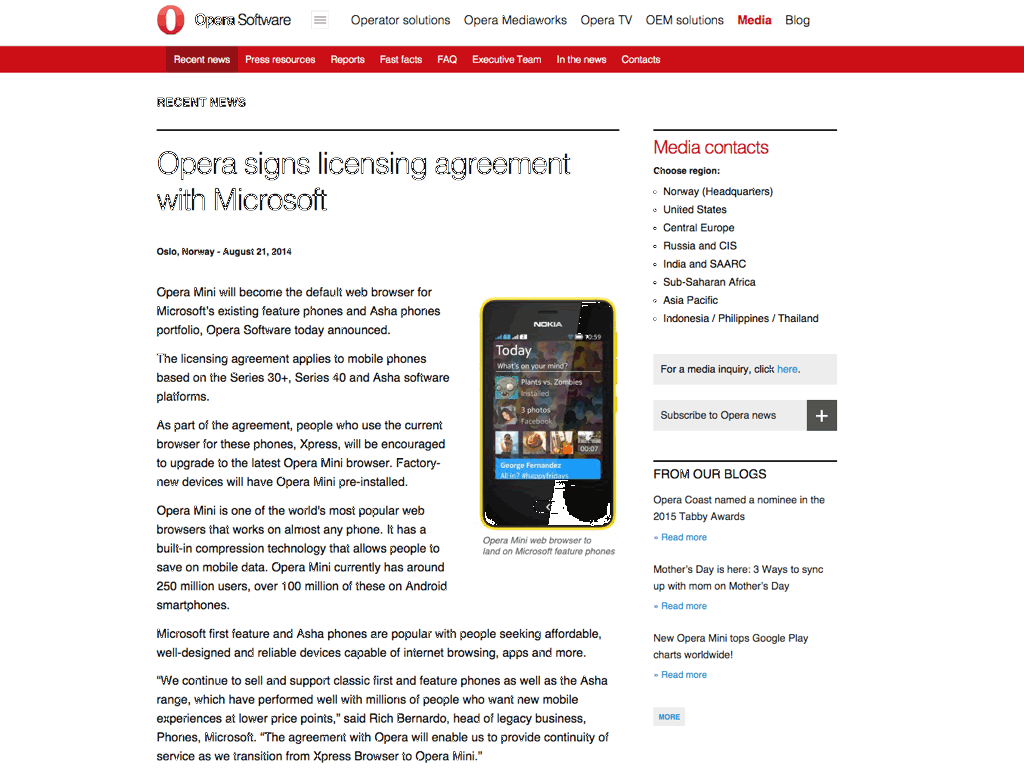 Opera Software
Operator solutions Opera Mediaworks Opera TV OEM solutions Media Blog
Recent news Press resources Reports Fast facts FAQ Executive Team In the news Contacts
RECENT NEWS
Opera signs licensing agreement
with Microsoft
Oslo, Norway - August 21, 2014
Opera Mini will become the default web browser for
Microsoft's existing feature phones and Asha phones
portfolio, Opera Software today announced.
The licensing agreement applies to mobile phones
based on the Series 30+, Series 40 and Asha software
platforms.
As part of the agreement, people who use the current
browser for these phones, Xpress, will be encouraged
to upgrade to the latest Opera Mini browser. Factory-
new devices will have Opera Mini pre-installed.
Opera Mini is one of the world's most popular web
browsers that works on almost any phone. It has a
built-in compression technology that allows people to
save on mobile data. Opera Mini currently has around
250 million users, over 100 million of these on Android
smartphones.
NOKIA
10:59
Today
What's on your mind?
Plants vs. Zombies
Installed
3 photos
Facebook
00:07
George Fernandez
All in? #happyfridays
Opera Mini web browser to
land on Microsoft feature phones
Microsoft first feature and Asha phones are popular with people seeking affordable,
well-designed and reliable devices capable of internet browsing, apps and more.
“We continue to sell and support classic first and feature phones as well as the Asha
range, which have performed well with millions of people who want new mobile
experiences at lower price points,” said Rich Bernardo, head of legacy business,
Phones, Microsoft. “The agreement with Opera will enable us to provide continuity of
service as we transition from Xpress Browser to Opera Mini.”
Media contacts
Choose region:
Norway (Headquarters)
United States
Central Europe
Russia and CIS
India and SAARC
Sub-Saharan Africa
Asia Pacific
Indonesia / Philippines / Thailand
For a media inquiry, click here.
Subscribe to Opera news +
FROM OUR BLOGS
Opera Coast named a nominee in the
2015 Tabby Awards
» Read more
Mother's Day is here: 3 Ways to sync
up with mom on Mother's Day
» Read more
New Opera Mini tops Google Play
charts worldwide!
» Read more
MORE